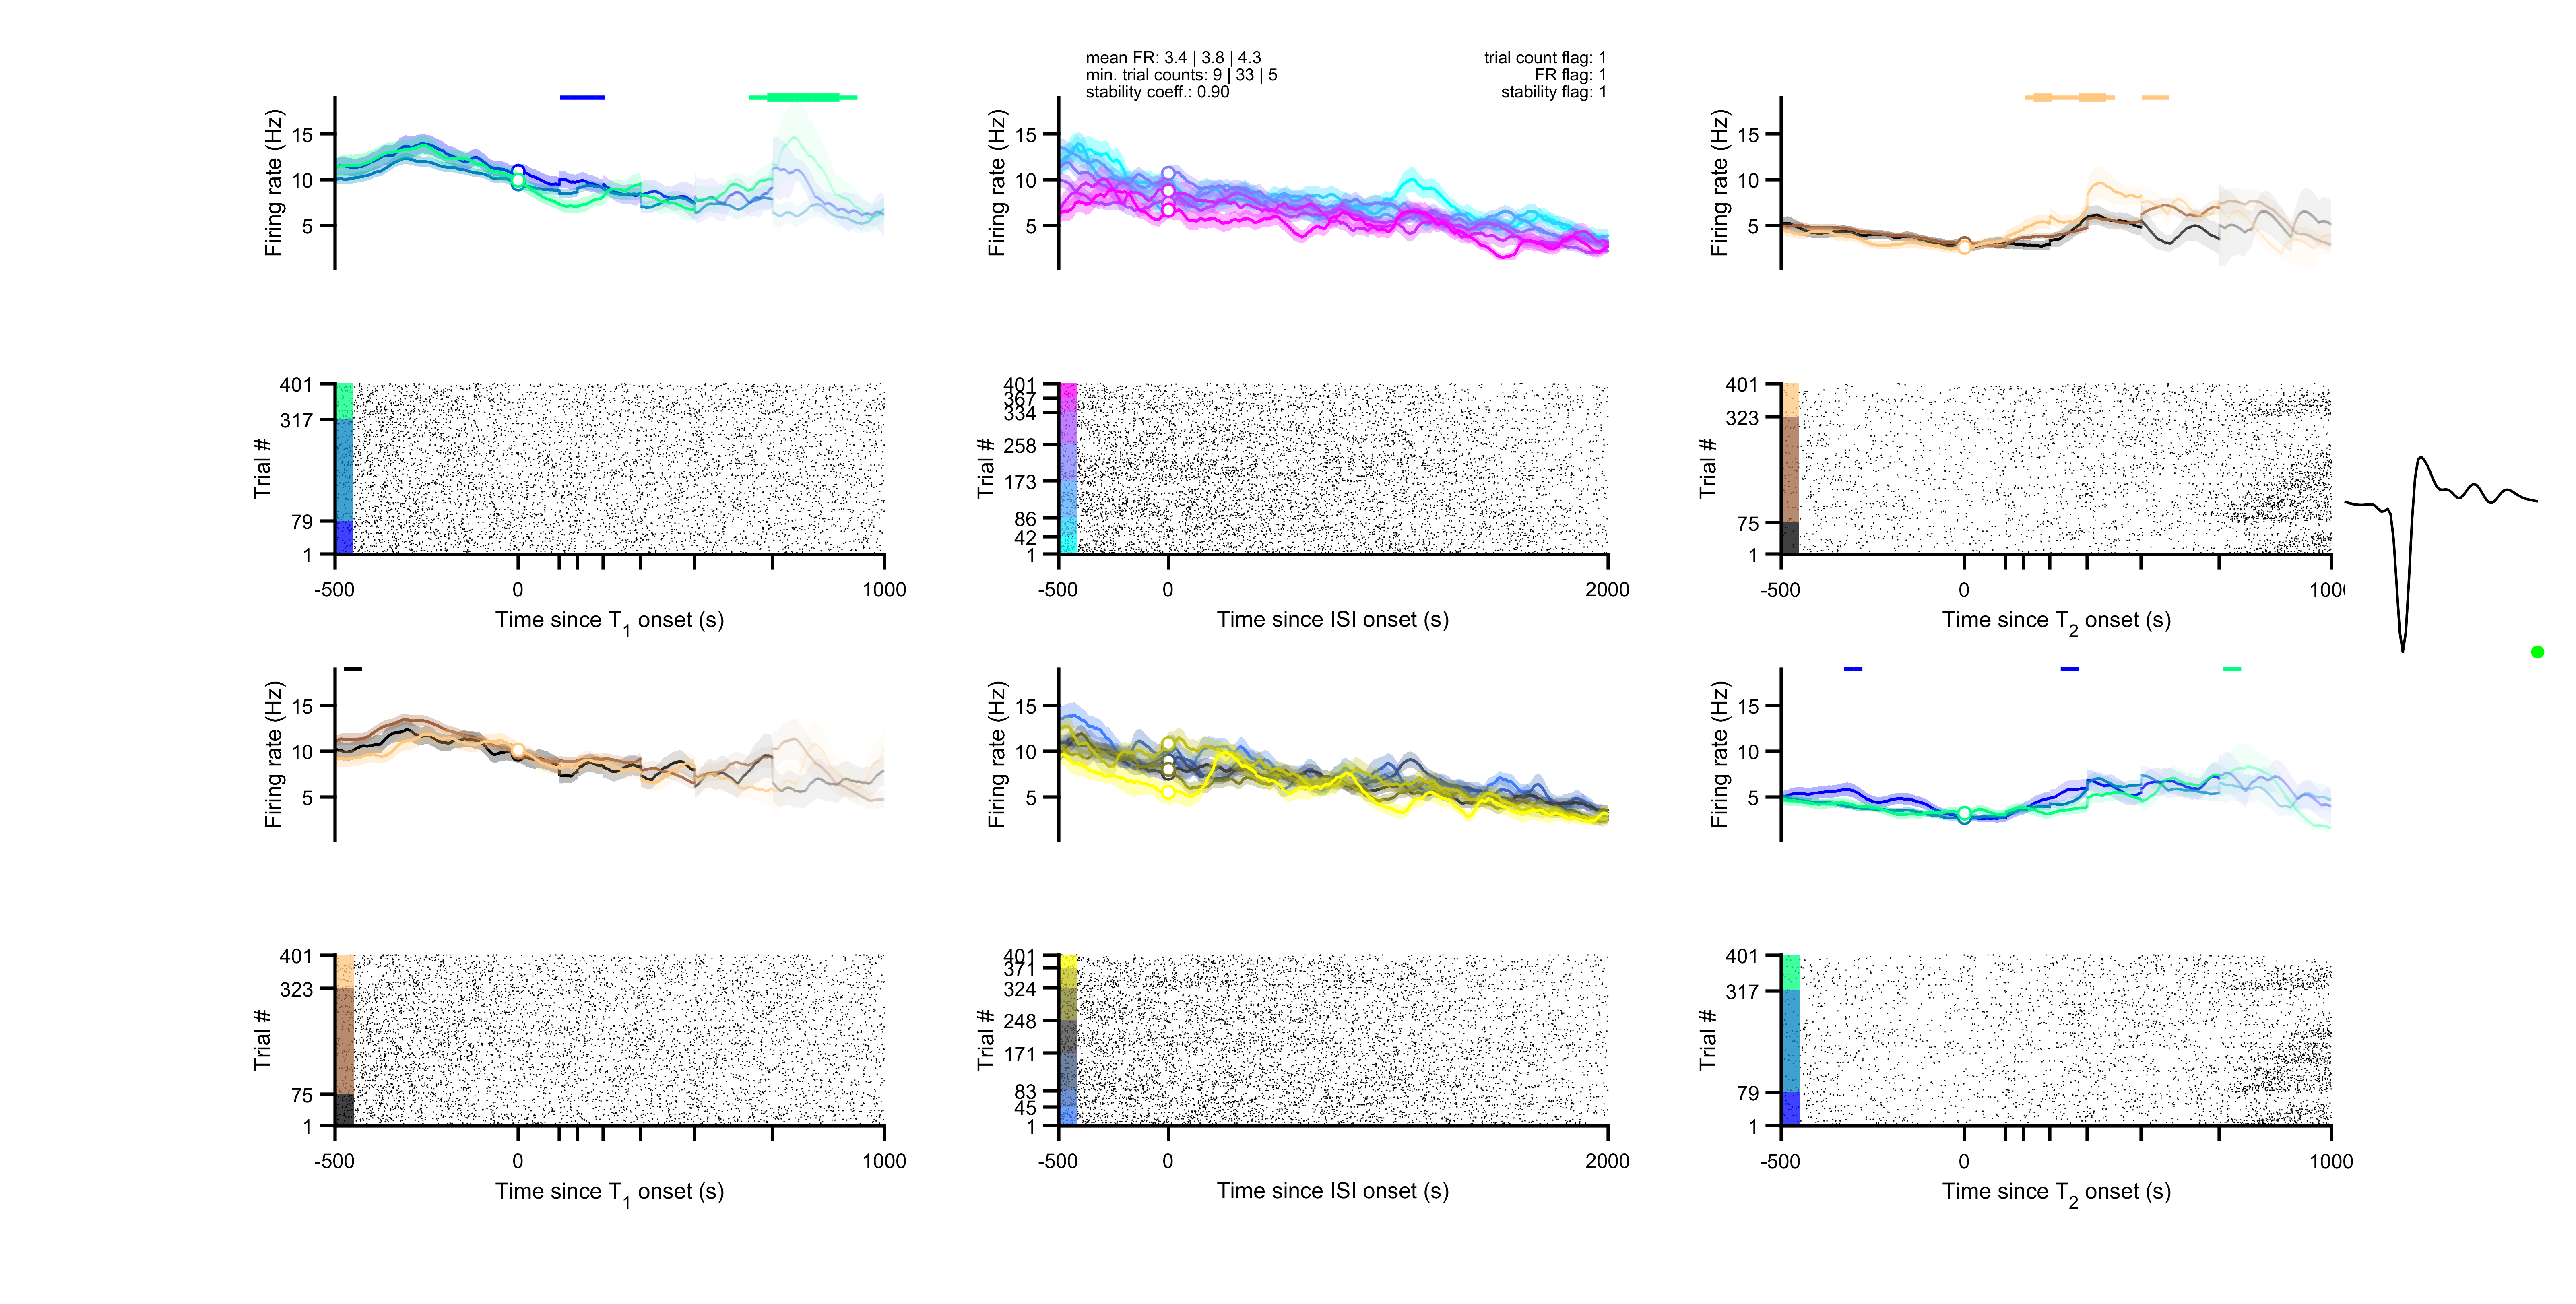 mean FR: 3.4 | 3.8 | 4.3
min. trial counts: 9 | 33 | 5
stability coeff.: 0.90
trial count flag: 1
FR flag: 1
stability flag: 1
Firing rate (Hz)
15
10
5
Firing rate (Hz)
15
10
5
Firing rate (Hz)
15
10
5
Trial #
401
317
79
1
-500
0
1000
Time since T1 onset (s)
Trial #
401
367
334
258
173
86
42
1
-500
0
2000
Time since ISI onset (s)
Trial #
401
323
75
1
-500
0
100
Time since T2 onset (s)
Firing rate (Hz)
15
10
5
Firing rate (Hz)
15
10
5
Firing rate (Hz)
15
10
5
Trial #
401
323
75
1
-500
0
1000
Time since T1 onset (s)
Trial #
401
371
324
248
171
83
45
1
-500
0
2000
Time since ISI onset (s)
Trial #
401
317
79
1
-500
0
1000
Time since T2 onset (s)